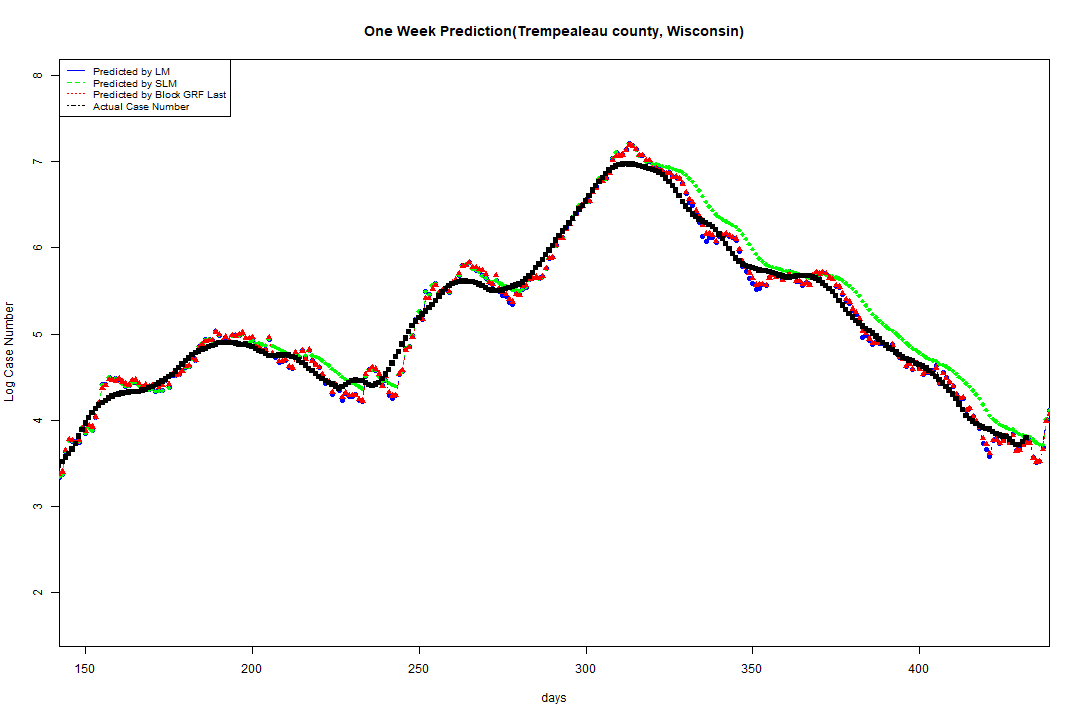 One Week Prediction(Trempealeau county, Wisconsin)
Predicted by LM
Predicted by SLM
Predicted by Block GRF Last
Actual Case Number
8
7
6
5
4
3
2
Log Case Number
150 200 250 300 350 400
days